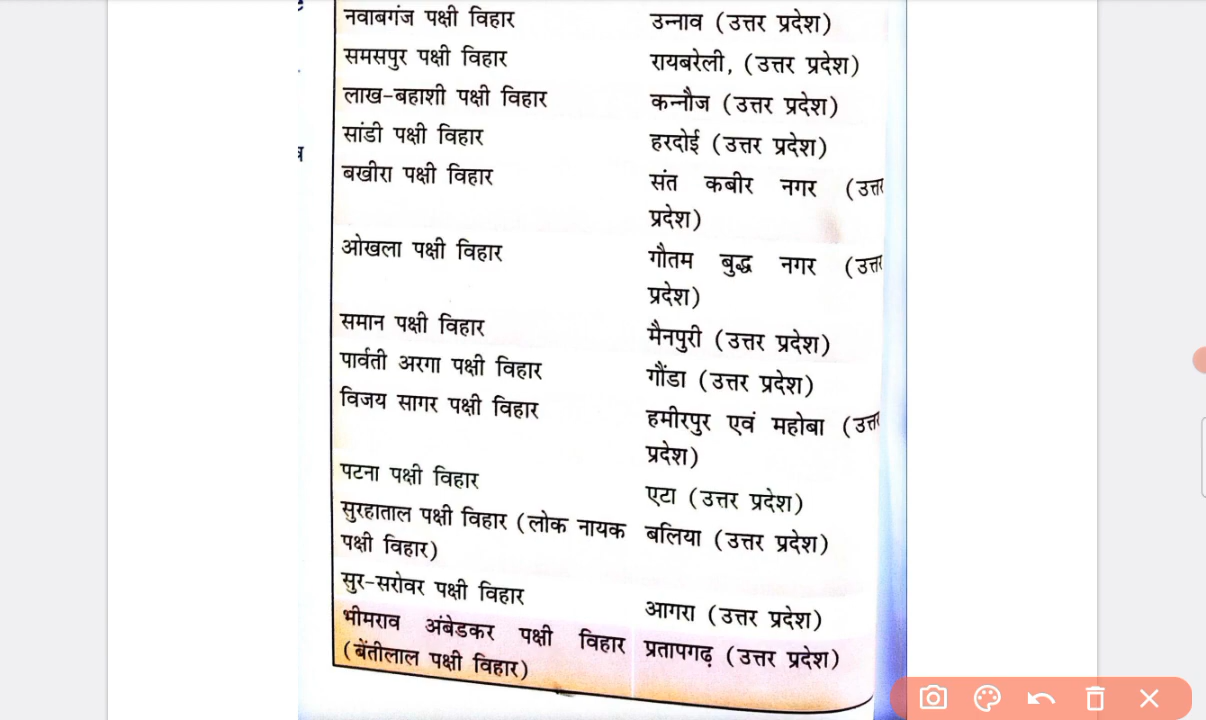 नवाबगंज पक्षी विहार उन्नाव (उत्तर प्रदेश)
समसपुर पक्षी विहार रायबरेली, (उत्तर प्रदेश)
लाख-बहाशी पक्षी विहार कन्नौज (उत्तर प्रदेश)
सांडी पक्षी विहार हरदोई (उत्तर प्रदेश)
बखीरा पक्षी विहार संत कबीर नगर (उत्तर
प्रदेश)
ओखला पक्षी विहार गौतम बुद्ध नगर (उत्तर
प्रदेश)
समान पक्षी विहार मैनपुरी (उत्तर प्रदेश)
पार्वती अरगा पक्षी विहार गौंडा (उत्तर प्रदेश)
विजय सागर पक्षी विहार हमीरपुर एवं महोबा (उत्तर
प्रदेश)
पटना पक्षी विहार एटा (उत्तर प्रदेश)
सुरहाताल पक्षी विहार (लोक नायक बलिया (उत्तर प्रदेश)
पक्षी विहार)
सुर-सरोवर पक्षी विहार आगरा (उत्तर प्रदेश)
भीमराव अंबेडकर पक्षी विहार प्रतापगढ़ (उत्तर प्रदेश)
(बेंतीलाल पक्षी विहार)